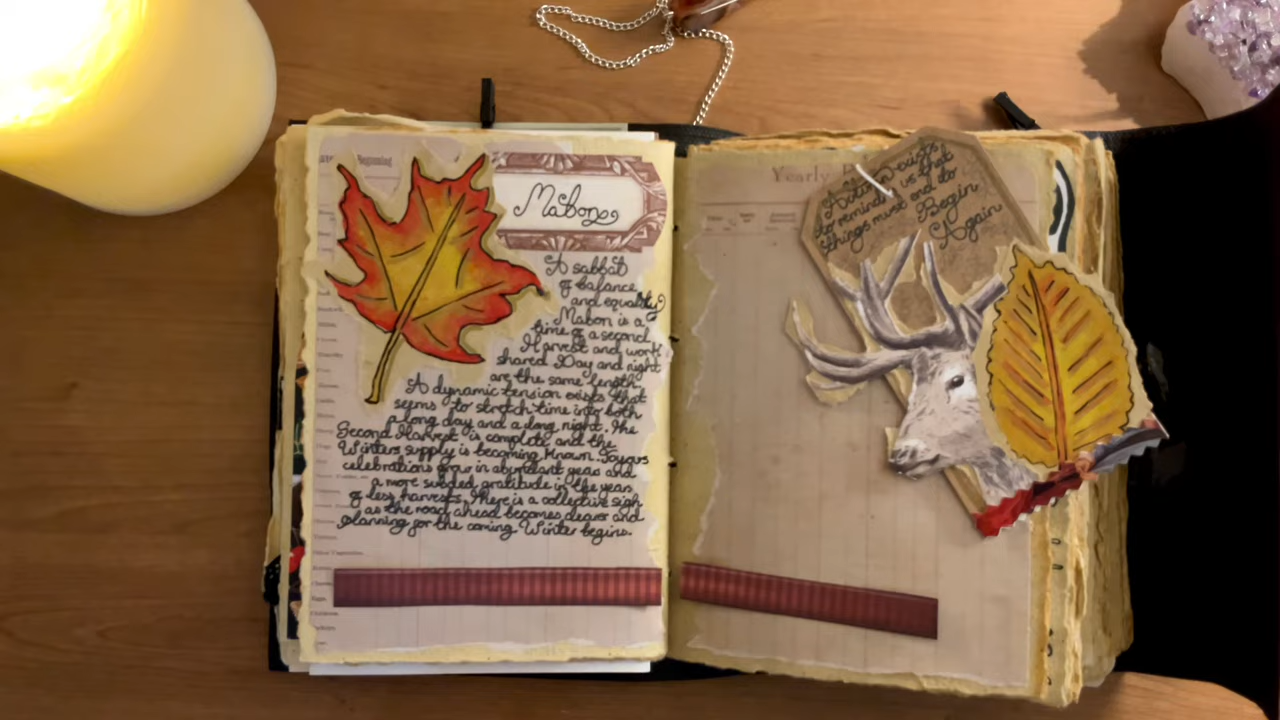 Beginning
Mabon
A sabbat
of balance
and equality
Mabon is a
time of a second
Harvest and work
shared Day and night
are the same length.
A dynamic tension exists that
seems to stretch time into both
a long day and a long night. The
Second Harvest is complete and the
Winters supply is becoming known. Joyous
celebrations grow in abundant years and
a more subded gratitude in the years
of less harvests. There is a collective sigh
as the road ahead becomes clearer and
planning for the coming Winter begins.
Yearly
Autumn exists
to remind us that
things must end to
Begin
Again